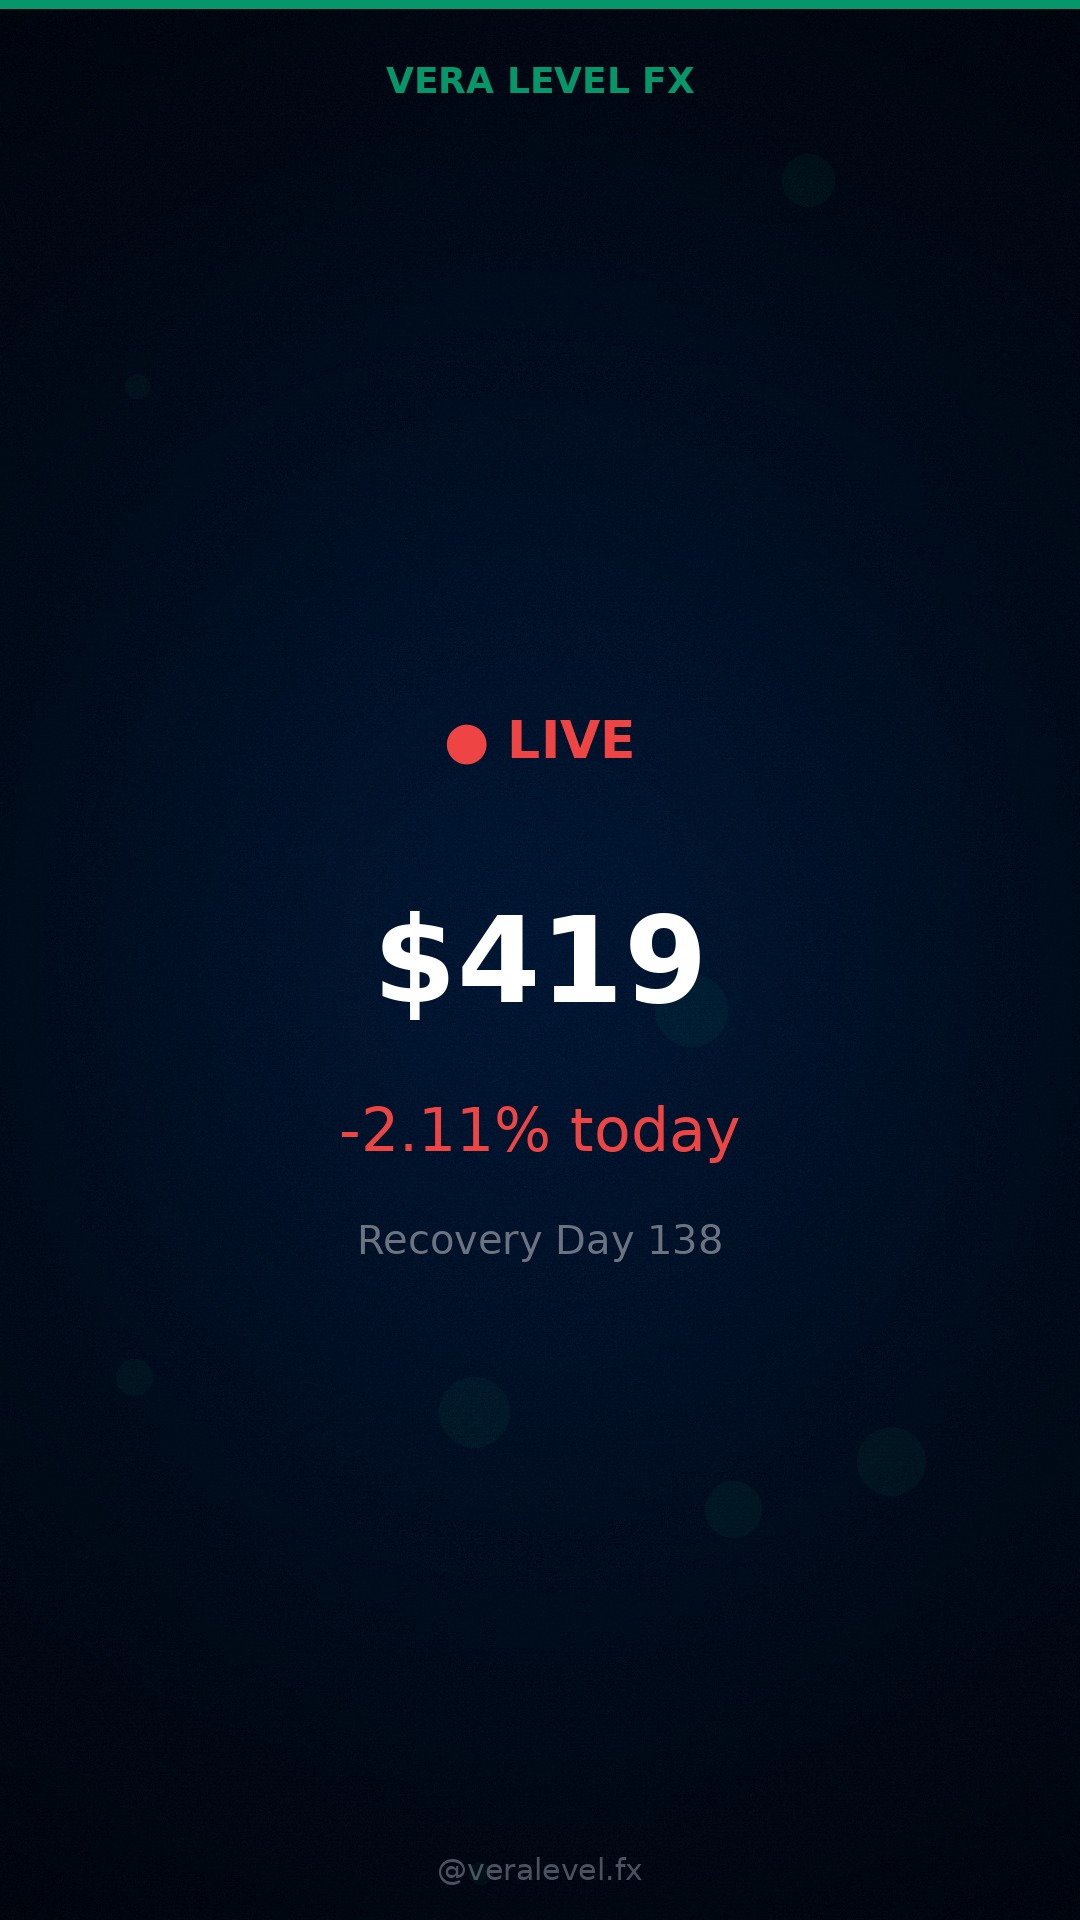 VERA LEVEL FX
● LIVE
$419
-2.11% today
Recovery Day 138
@veralevel.fx